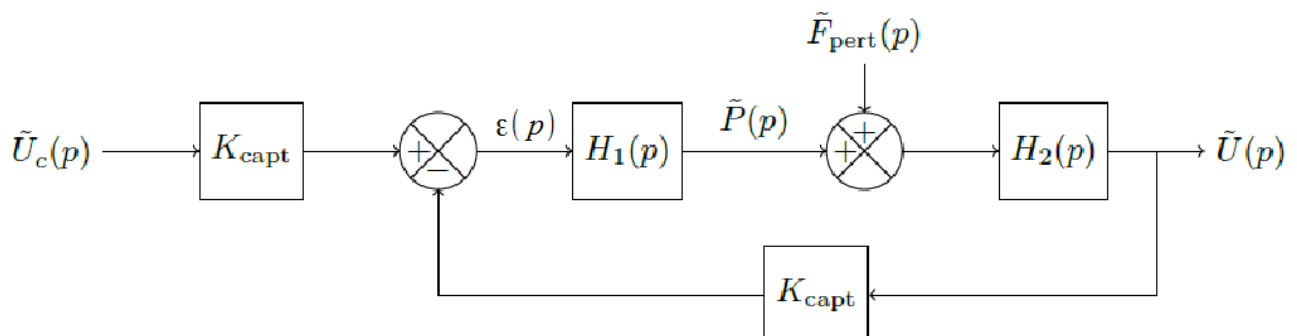 F̃pert(p)
Ũc(p) Kcapt + − ε(p) H1(p) P̃(p) + + H2(p) Ũ(p)
Kcapt